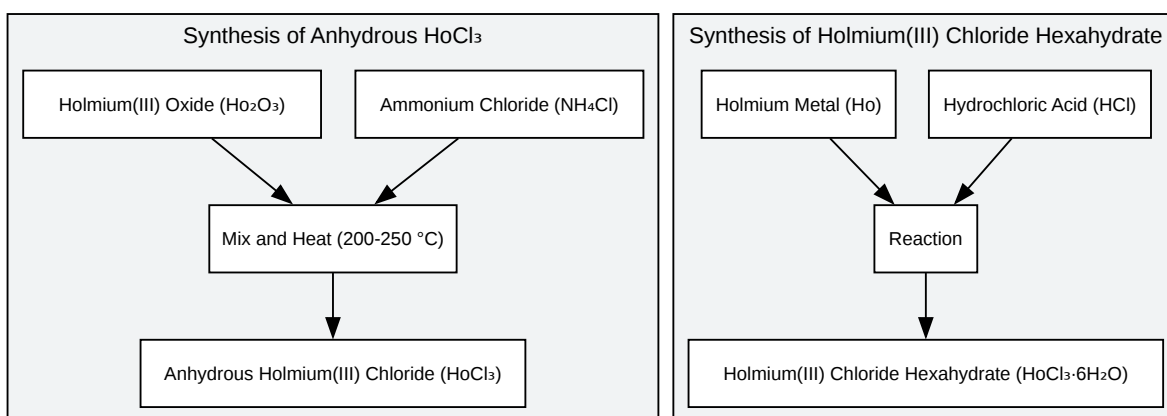 Synthesis of Anhydrous HoCl₃
Holmium(III) Oxide (Ho₂O₃)
Ammonium Chloride (NH₄Cl)
Mix and Heat (200-250 °C)
Anhydrous Holmium(III) Chloride (HoCl₃)
Synthesis of Holmium(III) Chloride Hexahydrate
Holmium Metal (Ho)
Hydrochloric Acid (HCl)
Reaction
Holmium(III) Chloride Hexahydrate (HoCl₃·6H₂O)